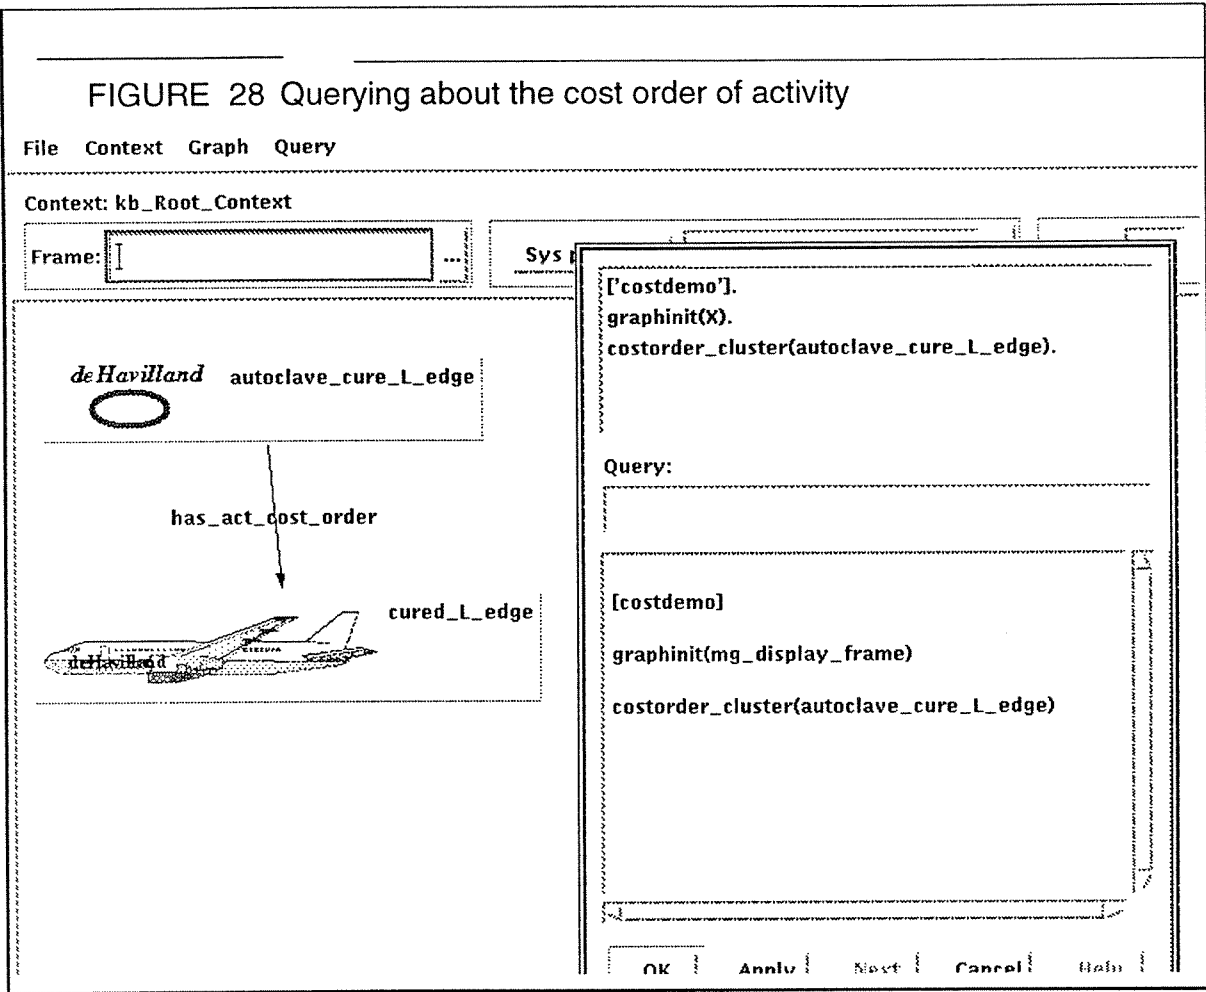 FIGURE 28 Querying about the cost order of activity
File Context Graph Query
Context: kb_Root_Context
Frame: ...
Sys
['costdemo'].
graphinit(X).
costorder_cluster(autoclave_cure_L_edge).
deHavilland autoclave_cure_L_edge
Query:
has_act_cost_order
[costdemo]
cured_L_edge
deHavilland
graphinit(mg_display_frame)
costorder_cluster(autoclave_cure_L_edge)
OK Apply Next Cancel Help